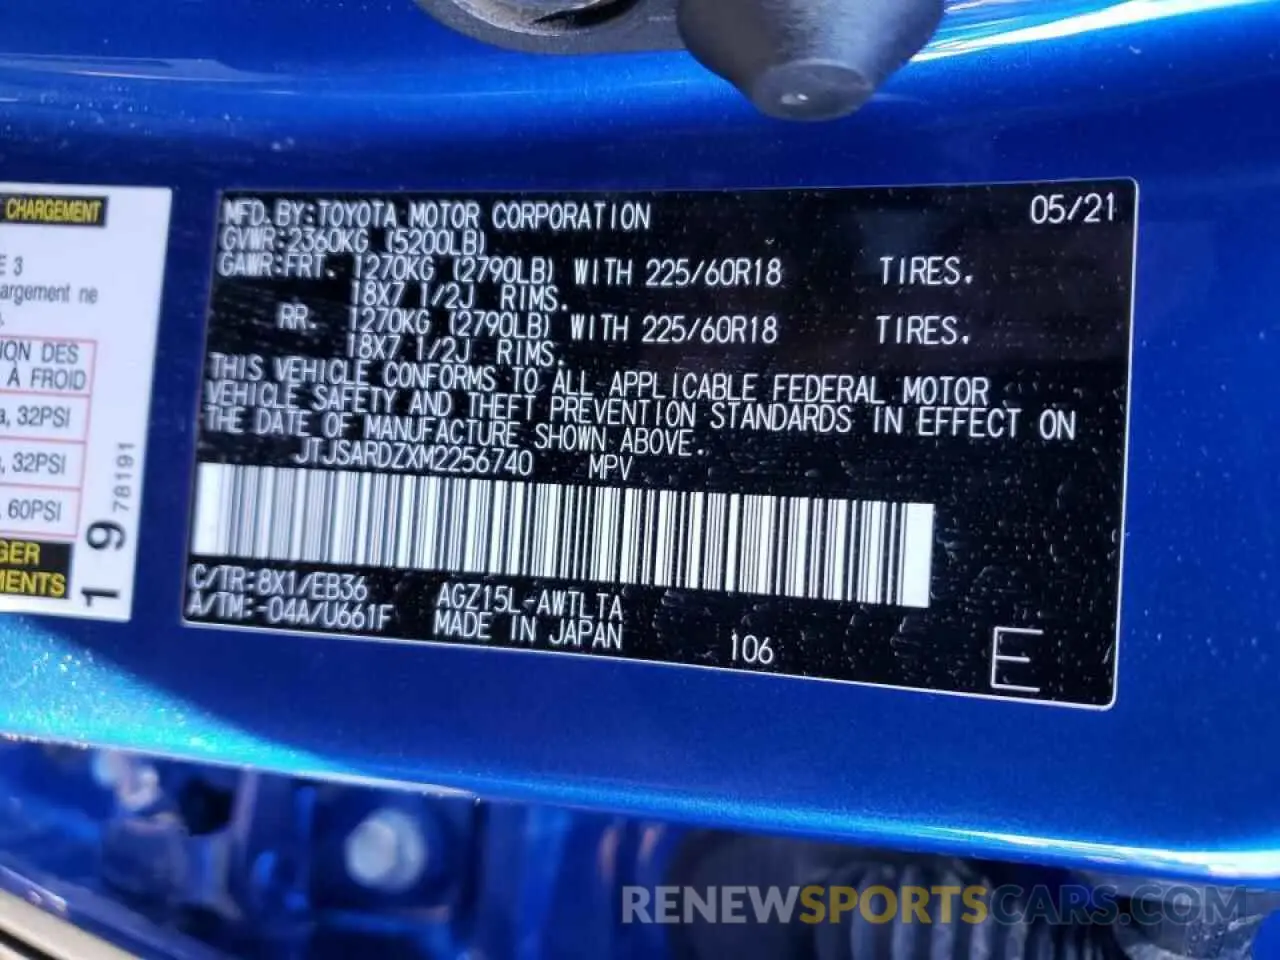 CHARGEMENT
E 3
argement ne
ION DES
À FROID
, 32PSI
, 32PSI
60PSI
GER
MENTS
19 78191
MFD. BY:TOYOTA MOTOR CORPORATION 05/21
GVWR:2360KG (5200LB)
GAWR:FRT. 1270KG (2790LB) WITH 225/60R18 TIRES.
18X7 1/2J RIMS.
RR. 1270KG (2790LB) WITH 225/60R18 TIRES.
18X7 1/2J RIMS.
THIS VEHICLE CONFORMS TO ALL APPLICABLE FEDERAL MOTOR
VEHICLE SAFETY AND THEFT PREVENTION STANDARDS IN EFFECT ON
THE DATE OF MANUFACTURE SHOWN ABOVE.
JTJSARDZXM2256740 MPV
C/TR:8X1/EB36 AGZ15L-AWTLTA
A/TM:-04A/U661F MADE IN JAPAN 106 E
RENEWSPORTSCARS.COM